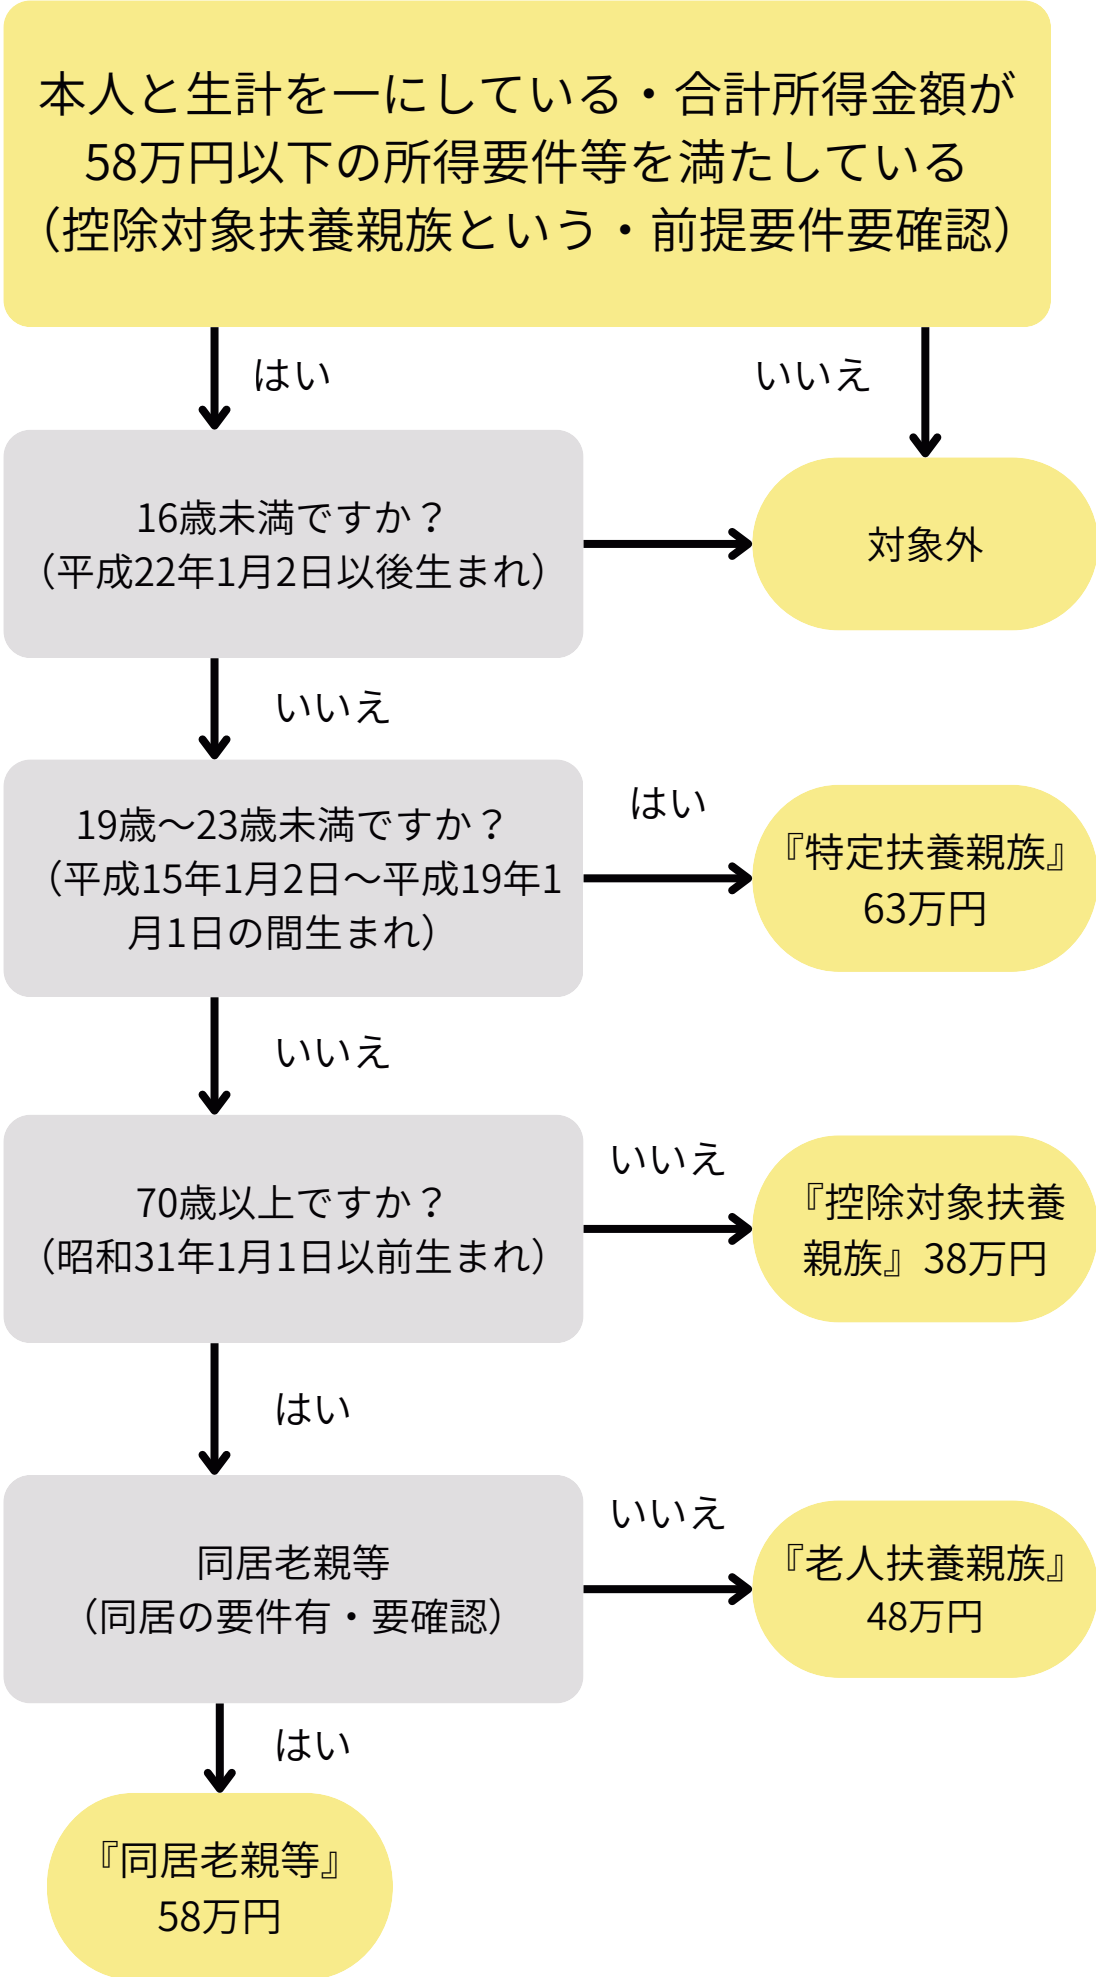 本人と生計を一にしている・合計所得金額が
58万円以下の所得要件等を満たしている
（控除対象扶養親族という・前提要件要確認）
はい
いいえ
16歳未満ですか？
（平成22年1月2日以後生まれ）
対象外
いいえ
19歳～23歳未満ですか？
（平成15年1月2日～平成19年1
月1日の間生まれ）
はい
『特定扶養親族』
63万円
いいえ
70歳以上ですか？
（昭和31年1月1日以前生まれ）
いいえ
『控除対象扶養
親族』38万円
はい
同居老親等
（同居の要件有・要確認）
いいえ
『老人扶養親族』
48万円
はい
『同居老親等』
58万円